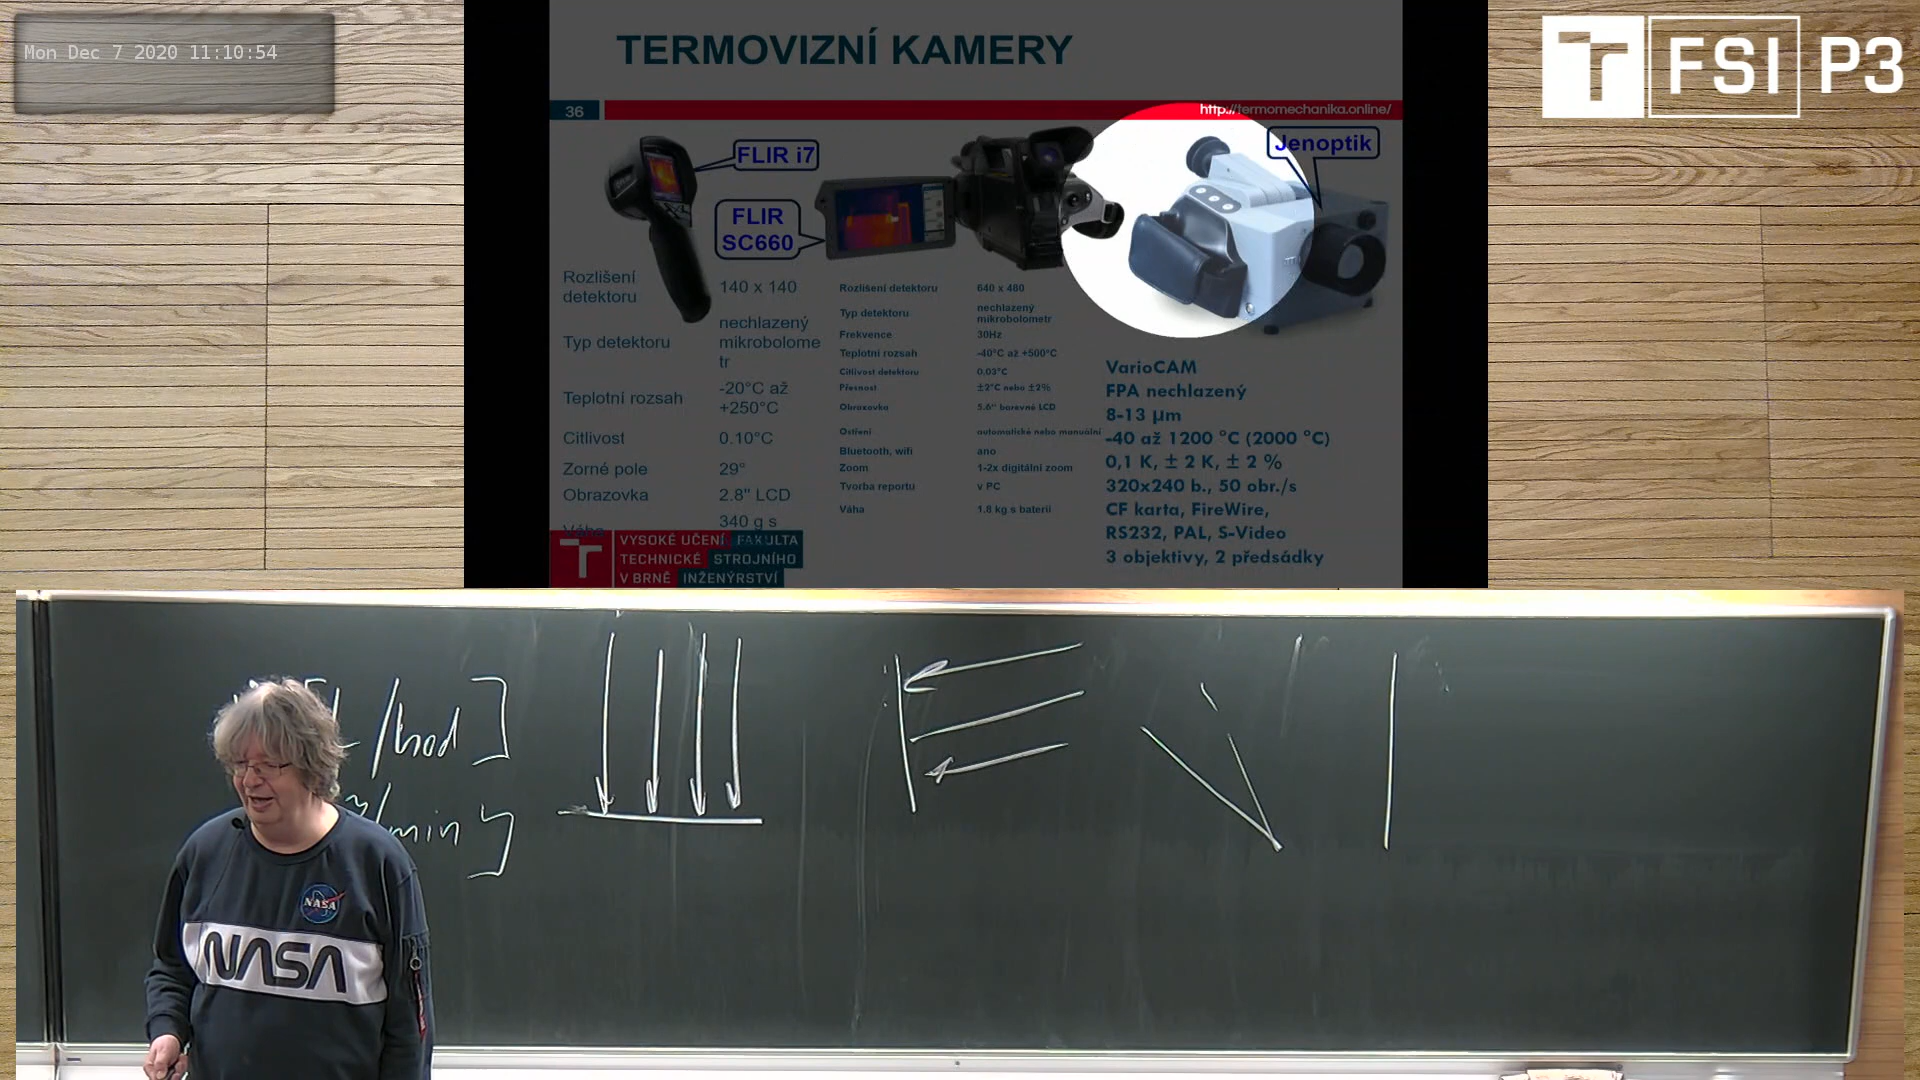 Mon Dec 7 2020 11:10:54
TERMOVIZNÍ KAMERY
36
http://termomechanika.online/
FLIR i7
FLIR
SC660
Jenoptik
Rozlišení
detektoru
140 x 140
Typ detektoru
nechlazený
mikrobolome
tr
Teplotní rozsah
-20°C až
+250°C
Citlivost
0.10°C
Zorné pole
29°
Obrazovka
2.8" LCD
Váha
340 g s
Rozlišení detektoru
640 x 480
Typ detektoru
nechlazený
mikrobolometr
Frekvence
30Hz
Teplotní rozsah
-40°C až +500°C
Citlivost detektoru
0.03°C
Přesnost
±2°C nebo ±2%
Obrazovka
5.6" barevné LCD
Ostření
automatické nebo manuální
Bluetooth, wifi
ano
Zoom
1-2x digitální zoom
Tvorba reportu
v PC
Váha
1.8 kg s baterií
VarioCAM
FPA nechlazený
8-13 µm
-40 až 1200 °C (2000 °C)
0,1 K, ± 2 K, ± 2 %
320x240 b., 50 obr./s
CF karta, FireWire,
RS232, PAL, S-Video
3 objektivy, 2 předsádky
VYSOKÉ UČENÍ FAKULTA
TECHNICKÉ STROJNÍHO
V BRNĚ INŽENÝRSTVÍ
T FSI P3
/hod ]
/min ]
NASA
NASA